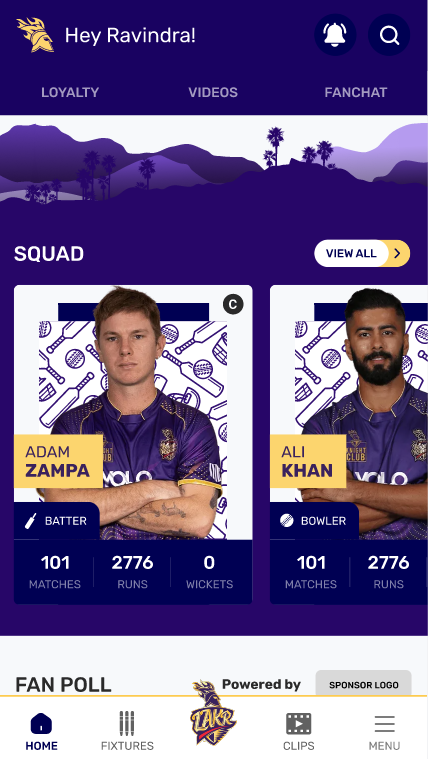 Hey Ravindra!
LOYALTY
VIDEOS
FANCHAT
SQUAD
VIEW ALL
C
ADAM
ZAMPA
BATTER
101
2776
0
MATCHES
RUNS
WICKETS
ALI
KHAN
BOWLER
101
2776
MATCHES
RUNS
FAN POLL
Powered by
SPONSOR LOGO
LAKR
HOME
FIXTURES
CLIPS
MENU